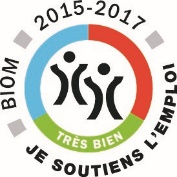 BIOM 2015-2017
TRÈS BIEN
JE SOUTIENS L'EMPLOI